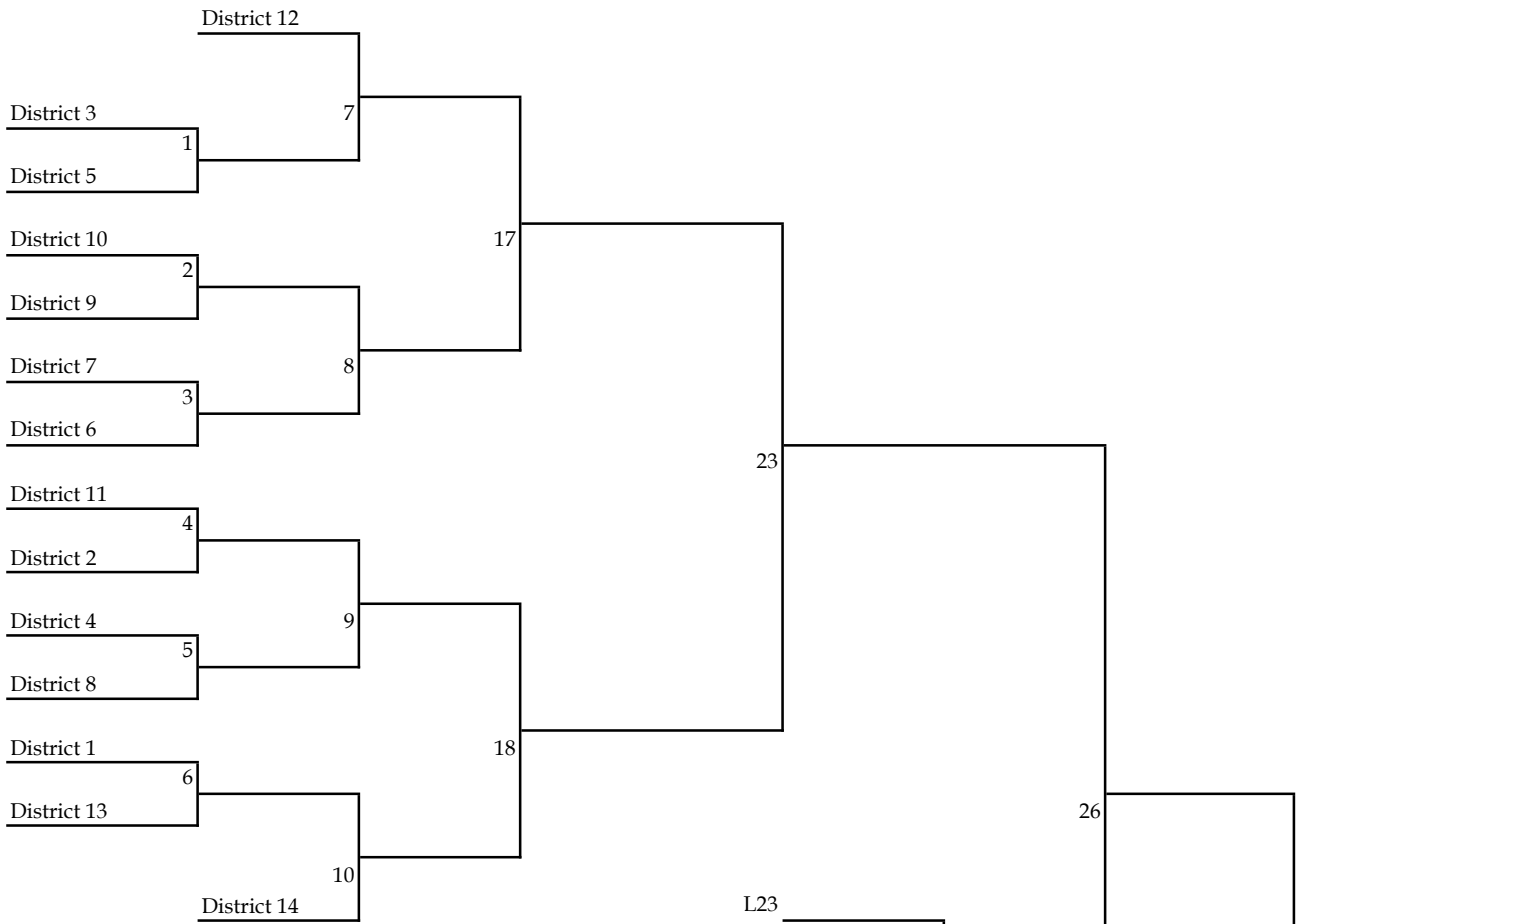 District 12
District 3
7
1
District 5
District 10
17
2
District 9
District 7
8
3
District 6
23
District 11
4
District 2
District 4
9
5
District 8
District 1
18
6
District 13
26
10
District 14
L23